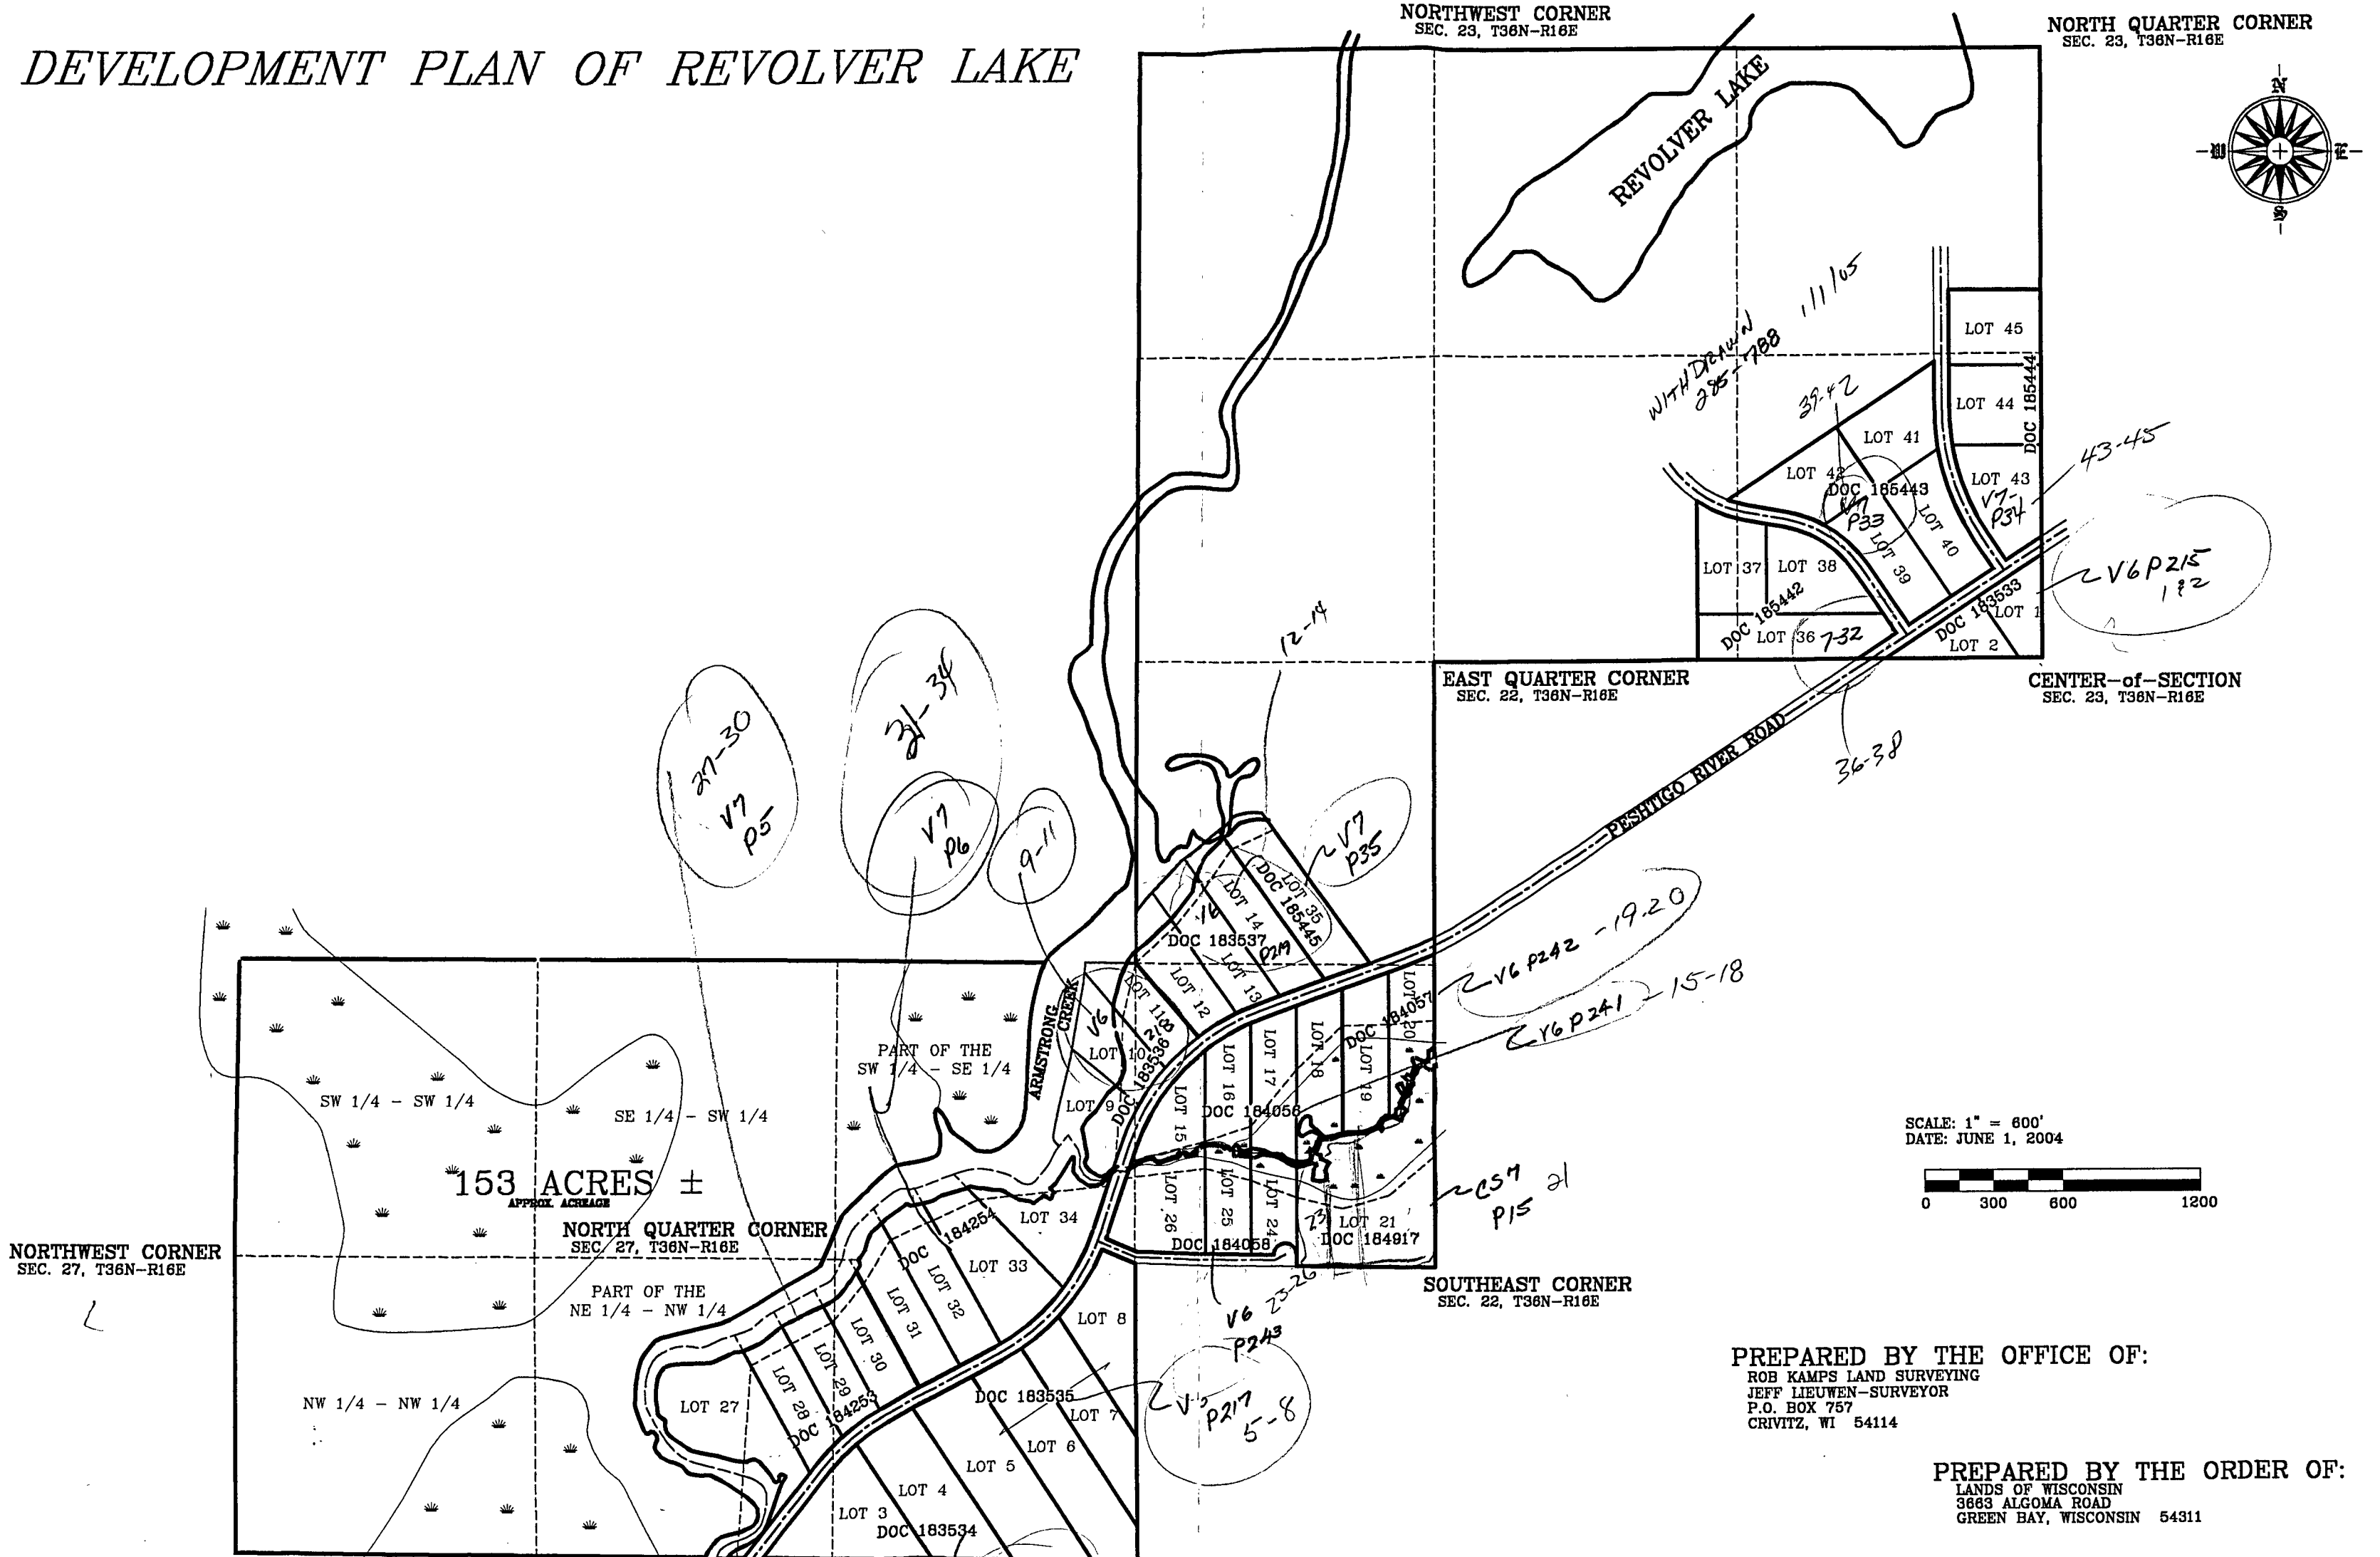 DEVELOPMENT PLAN OF REVOLVER LAKE
NORTHWEST CORNER
SEC. 23, T36N-R16E
NORTH QUARTER CORNER
SEC. 23, T36N-R16E
N
W
E
S
REVOLVER LAKE
WITHDRAWN
285-788
1/1/05
LOT 45
LOT 44
DOC 185444
39-42
LOT 41
LOT 42
DOC 185443
V7
P33
LOT 43
V7-
P34
43-45
LOT 40
LOT 39
LOT 37
LOT 38
DOC 185442
LOT 36
7-32
DOC 183533
LOT 1
LOT 2
V6 P215
1&2
EAST QUARTER CORNER
SEC. 22, T36N-R16E
CENTER-of-SECTION
SEC. 23, T36N-R16E
PESHTIGO RIVER ROAD
36-38
12-14
27-30
V7
P5
31-34
V7
P6
9-11
V7
P35
LOT 35
DOC 185445
LOT 14
V6
DOC 183537
P219
LOT 13
LOT 12
LOT 11
V6
LOT 10
218
DOC 183536
LOT 9
ARMSTRONG
CREEK
V6 P242 - 19-20
V6 P241 - 15-18
LOT 20
DOC 184057
LOT 19
LOT 18
LOT 17
LOT 16
LOT 15
DOC 184056
PART OF THE
SW 1/4 - SE 1/4
SW 1/4 - SW 1/4
SE 1/4 - SW 1/4
153 ACRES ±
APPROX. ACREAGE
NORTH QUARTER CORNER
SEC. 27, T36N-R16E
NORTHWEST CORNER
SEC. 27, T36N-R16E
PART OF THE
NE 1/4 - NW 1/4
NW 1/4 - NW 1/4
LOT 34
DOC 184254
LOT 33
LOT 32
LOT 31
LOT 30
LOT 29
LOT 28
DOC 184253
LOT 27
LOT 26
LOT 25
LOT 24
DOC 184058
23
LOT 21
DOC 184917
CS7
P15
21
SOUTHEAST CORNER
SEC. 22, T36N-R16E
V6
P243
23-26
LOT 8
DOC 183535
LOT 7
LOT 6
LOT 5
LOT 4
LOT 3
DOC 183534
P217
5-8
SCALE: 1" = 600'
DATE: JUNE 1, 2004
0 300 600 1200
PREPARED BY THE OFFICE OF:
ROB KAMPS LAND SURVEYING
JEFF LIEUWEN-SURVEYOR
P.O. BOX 757
CRIVITZ, WI 54114
PREPARED BY THE ORDER OF:
LANDS OF WISCONSIN
3663 ALGOMA ROAD
GREEN BAY, WISCONSIN 54311